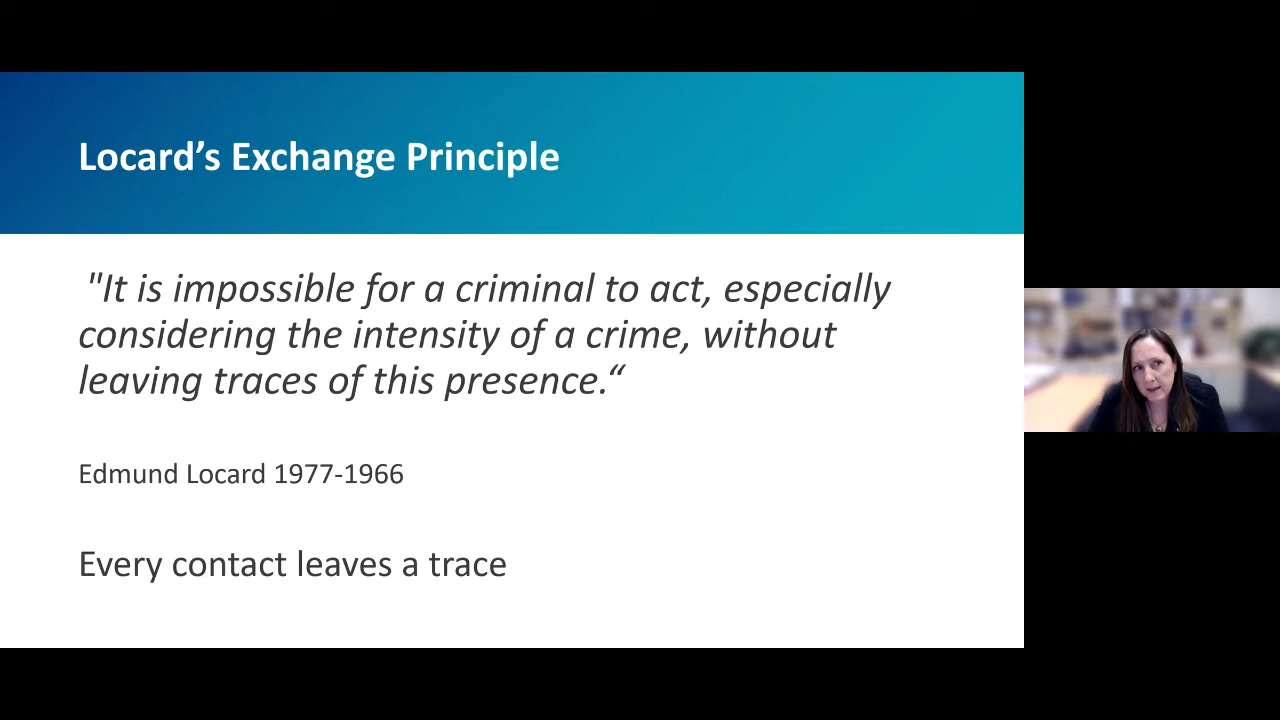 Locard’s Exchange Principle
"It is impossible for a criminal to act, especially
considering the intensity of a crime, without
leaving traces of this presence.“
Edmund Locard 1977-1966
Every contact leaves a trace